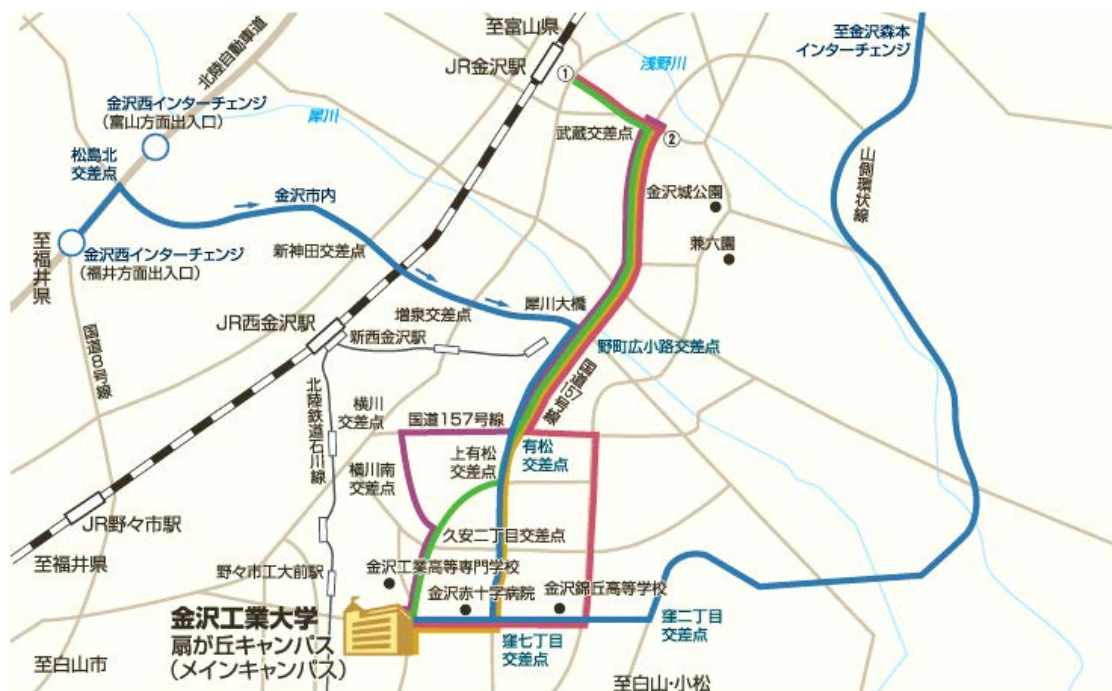 至富山県
JR金沢駅
①
浅野川
至金沢森本
インターチェンジ
北陸自動車道
金沢西インターチェンジ
（富山方面出入口）
犀川
武蔵交差点
②
松島北
交差点
山側環状線
金沢市内
金沢城公園
至福井県
金沢西インターチェンジ
（福井方面出入口）
新神田交差点
兼六園
犀川大橋
JR西金沢駅
増泉交差点
新西金沢駅
野町広小路交差点
国道8号線
国道157号線
北陸鉄道石川線
横川
交差点
国道157号線
上有松
交差点
有松
交差点
横川南
交差点
JR野々市駅
久安二丁目交差点
至福井県
野々市工大前駅
金沢工業高等専門学校
金沢赤十字病院
金沢錦丘高等学校
金沢工業大学
扇が丘キャンパス
（メインキャンパス）
窪七丁目
交差点
窪二丁目
交差点
至白山市
至白山・小松